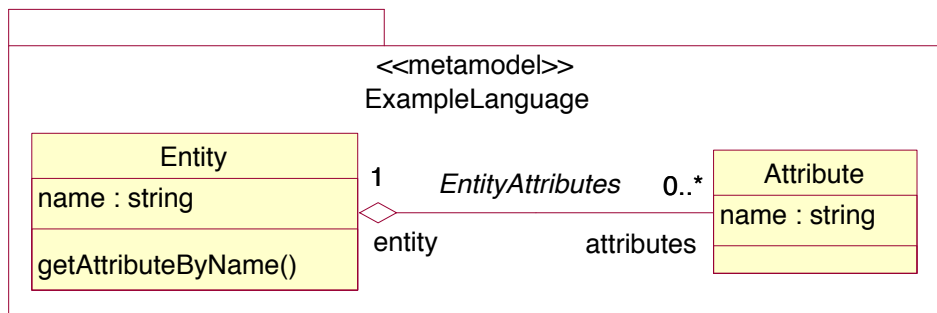 <<metamodel>>
ExampleLanguage
Entity
name : string
getAttributeByName()
1
EntityAttributes
0..*
entity
attributes
Attribute
name : string